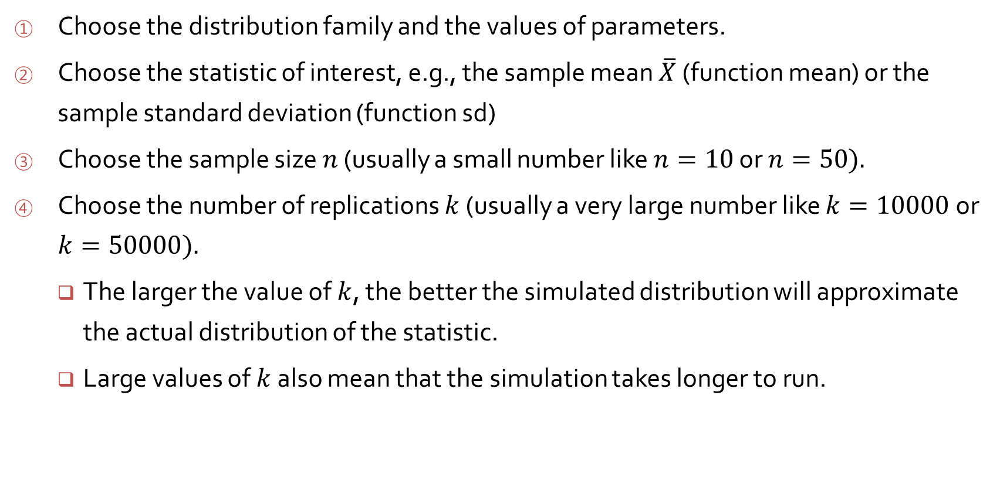 ① Choose the distribution family and the values of parameters.
② Choose the statistic of interest, e.g., the sample mean X̄ (function mean) or the
sample standard deviation (function sd)
③ Choose the sample size n (usually a small number like n = 10 or n = 50).
④ Choose the number of replications k (usually a very large number like k = 10000 or
k = 50000).
❑ The larger the value of k, the better the simulated distribution will approximate
the actual distribution of the statistic.
❑ Large values of k also mean that the simulation takes longer to run.